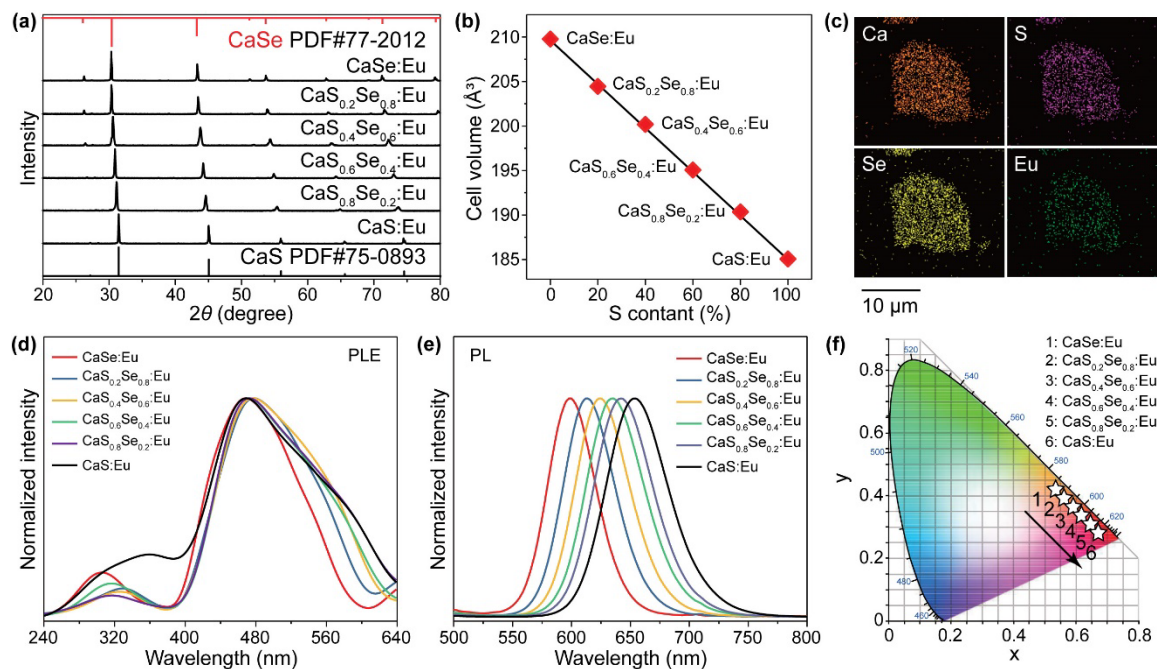 (a)
CaSe PDF#77-2012
CaSe:Eu
CaS0.2Se0.8:Eu
CaS0.4Se0.6:Eu
CaS0.6Se0.4:Eu
CaS0.8Se0.2:Eu
CaS:Eu
CaS PDF#75-0893
Intensity
20 30 40 50 60 70 80
2θ (degree)
(b)
210
205
200
195
190
185
Cell volume (Å³)
CaSe:Eu
CaS0.2Se0.8:Eu
CaS0.4Se0.6:Eu
CaS0.6Se0.4:Eu
CaS0.8Se0.2:Eu
CaS:Eu
0 20 40 60 80 100
S contant (%)
(c)
Ca
S
Se
Eu
10 μm
(d)
PLE
CaSe:Eu
CaS0.2Se0.8:Eu
CaS0.4Se0.6:Eu
CaS0.6Se0.4:Eu
CaS0.8Se0.2:Eu
CaS:Eu
Normalized intensity
240 320 400 480 560 640
Wavelength (nm)
(e)
PL
CaSe:Eu
CaS0.2Se0.8:Eu
CaS0.4Se0.6:Eu
CaS0.6Se0.4:Eu
CaS0.8Se0.2:Eu
CaS:Eu
Normalized intensity
500 550 600 650 700 750 800
Wavelength (nm)
(f)
1: CaSe:Eu
2: CaS0.2Se0.8:Eu
3: CaS0.4Se0.6:Eu
4: CaS0.6Se0.4:Eu
5: CaS0.8Se0.2:Eu
6: CaS:Eu
520
540
560
580
600
620
500
480
460
1
2
3
4
5
6
0.8
0.6
0.4
0.2
0
y
0 0.2 0.4 0.6 0.8
x